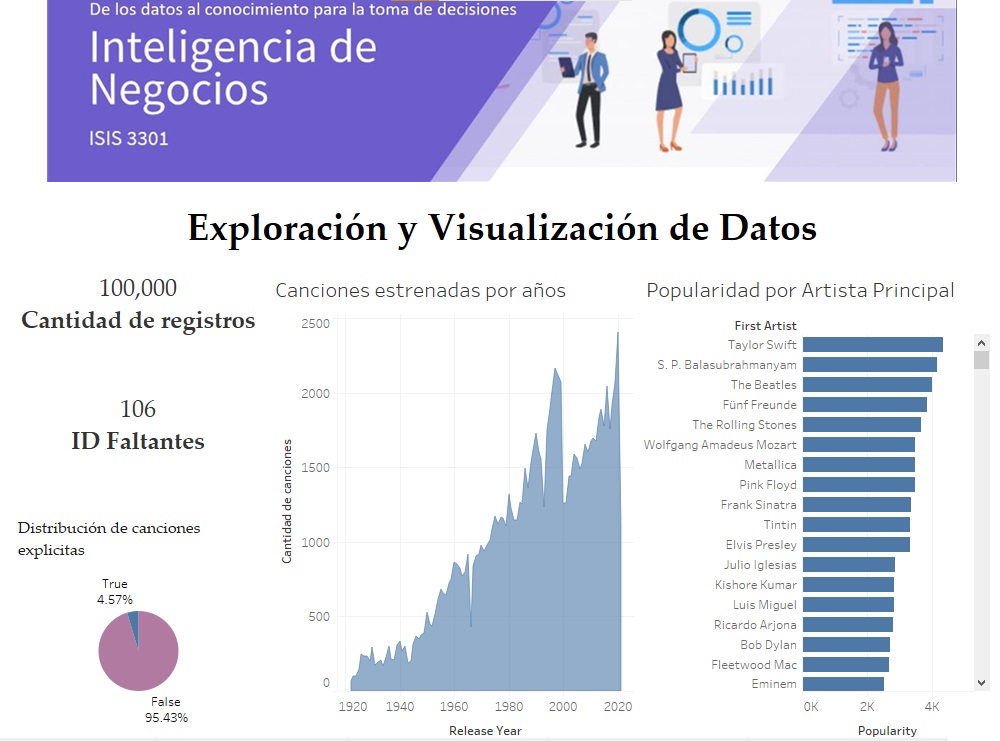 De los datos al conocimiento para la toma de decisiones
Inteligencia de
Negocios
ISIS 3301
Exploración y Visualización de Datos
100,000
Cantidad de registros
106
ID Faltantes
Distribución de canciones
explicitas
True
4.57%
False
95.43%
Canciones estrenadas por años
Cantidad de canciones
2500
2000
1500
1000
500
0
1920 1940 1960 1980 2000 2020
Release Year
Popularidad por Artista Principal
First Artist
Taylor Swift
S. P. Balasubrahmanyam
The Beatles
Fünf Freunde
The Rolling Stones
Wolfgang Amadeus Mozart
Metallica
Pink Floyd
Frank Sinatra
Tintin
Elvis Presley
Julio Iglesias
Kishore Kumar
Luis Miguel
Ricardo Arjona
Bob Dylan
Fleetwood Mac
Eminem
0K 2K 4K
Popularity